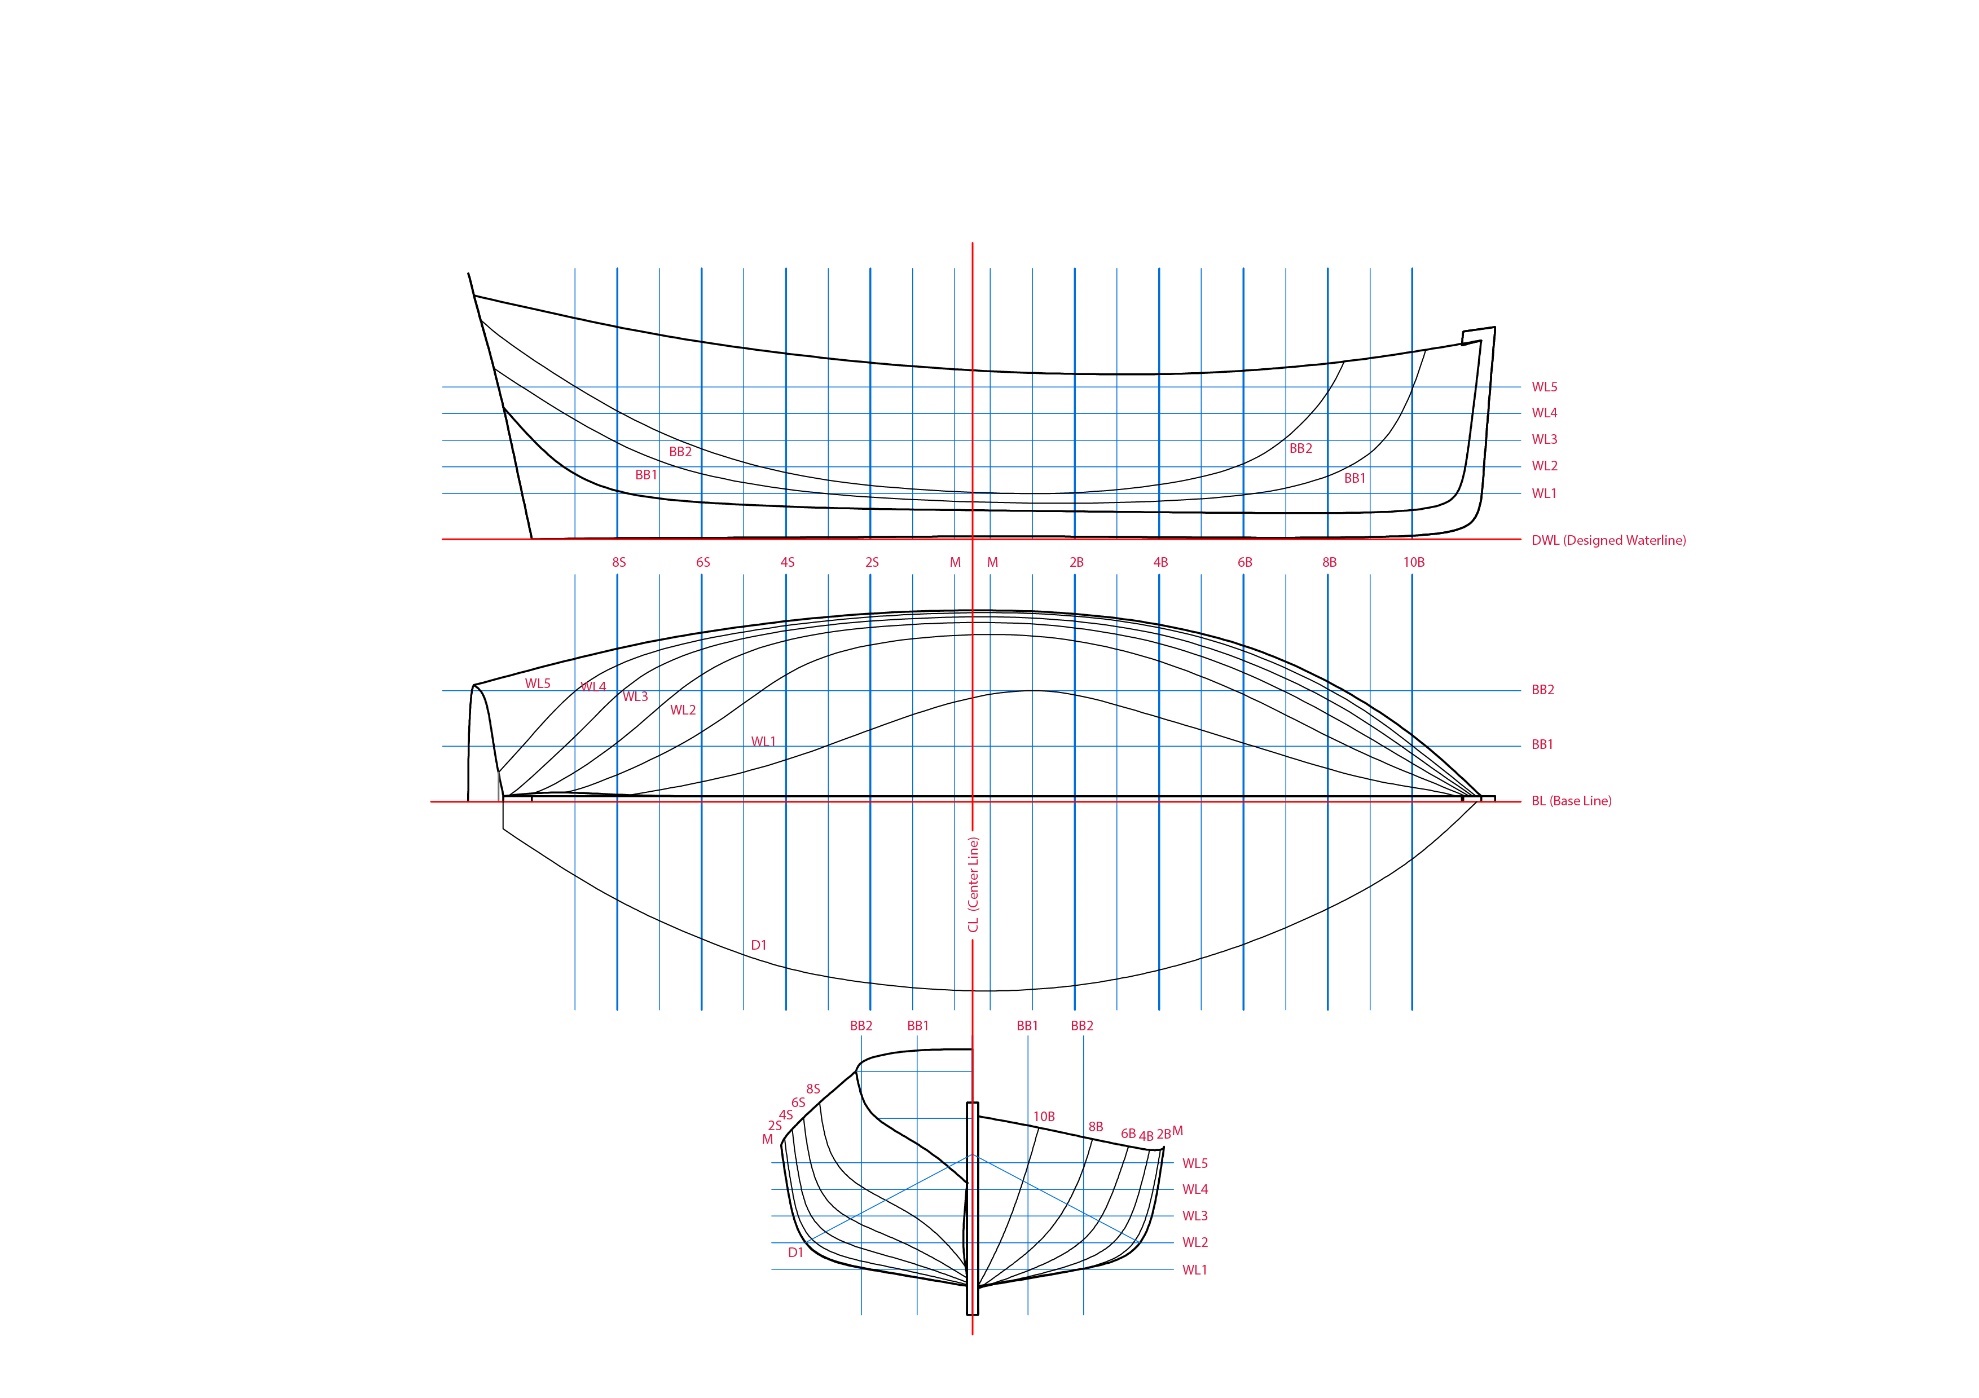 WL5
WL4
WL3
BB2
BB2
WL2
BB1
BB1
WL1
DWL (Designed Waterline)
8S 6S 4S 2S M M 2B 4B 6B 8B 10B
WL5
WL4
BB2
WL3
WL2
WL1
BB1
BL (Base Line)
CL (Center Line)
D1
BB2 BB1 BB1 BB2
8S
6S
4S
2S
M
10B
8B
6B 4B 2B M
WL5
WL4
WL3
WL2
D1
WL1